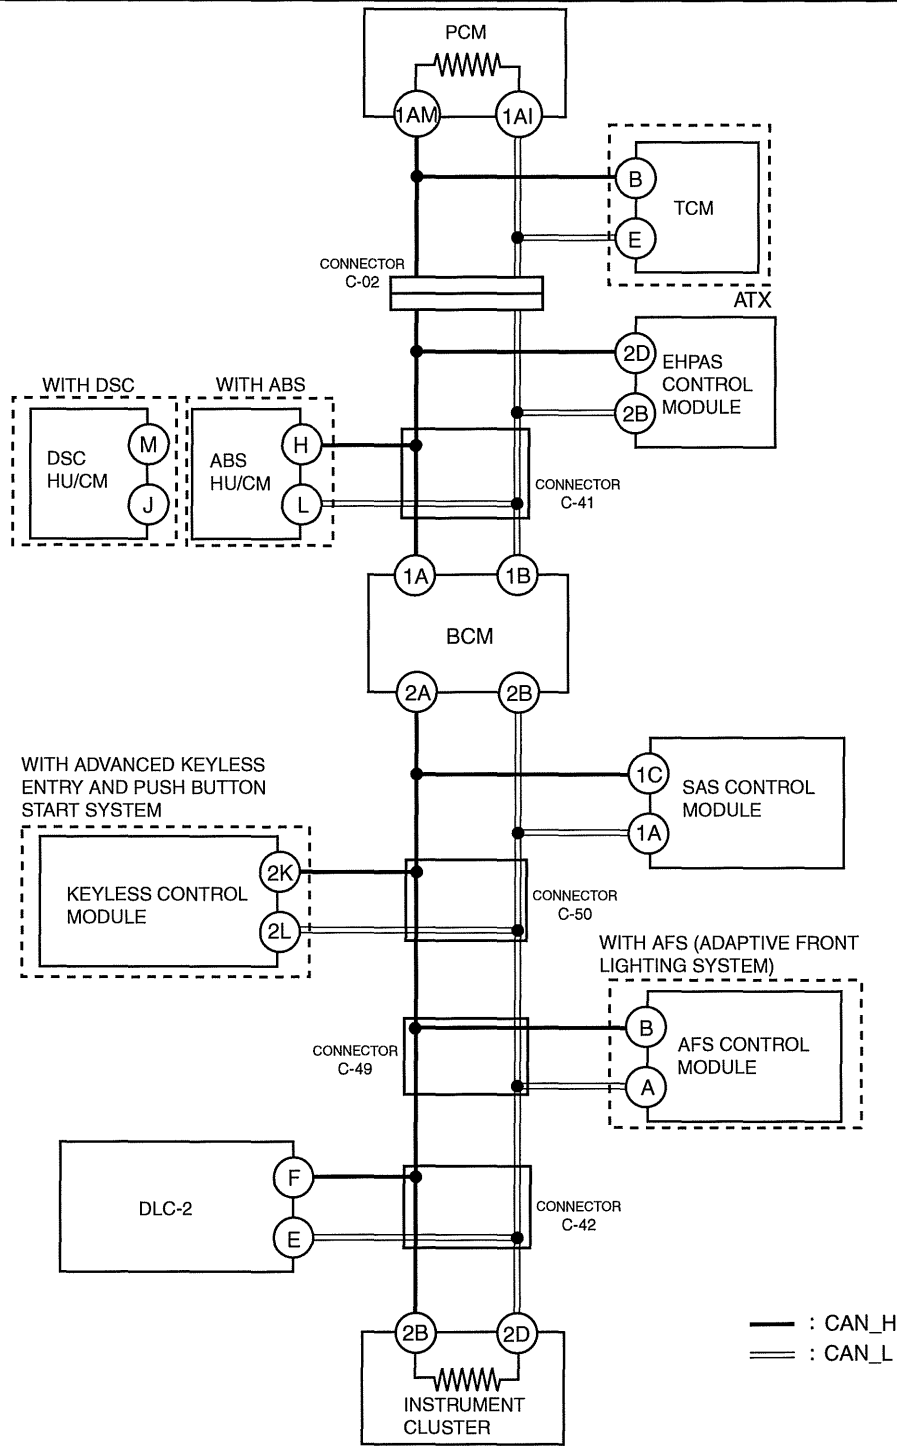 PCM
1AM
1AI
B
TCM
E
CONNECTOR
C-02
ATX
2D
EHPAS
CONTROL
MODULE
2B
WITH DSC
WITH ABS
M
DSC
HU/CM
J
H
ABS
HU/CM
L
CONNECTOR
C-41
1A
1B
BCM
2A
2B
WITH ADVANCED KEYLESS
ENTRY AND PUSH BUTTON
START SYSTEM
1C
SAS CONTROL
MODULE
1A
2K
KEYLESS CONTROL
MODULE
2L
CONNECTOR
C-50
WITH AFS (ADAPTIVE FRONT
LIGHTING SYSTEM)
B
AFS CONTROL
MODULE
A
CONNECTOR
C-49
F
DLC-2
E
CONNECTOR
C-42
2B
2D
INSTRUMENT
CLUSTER
: CAN_H
: CAN_L